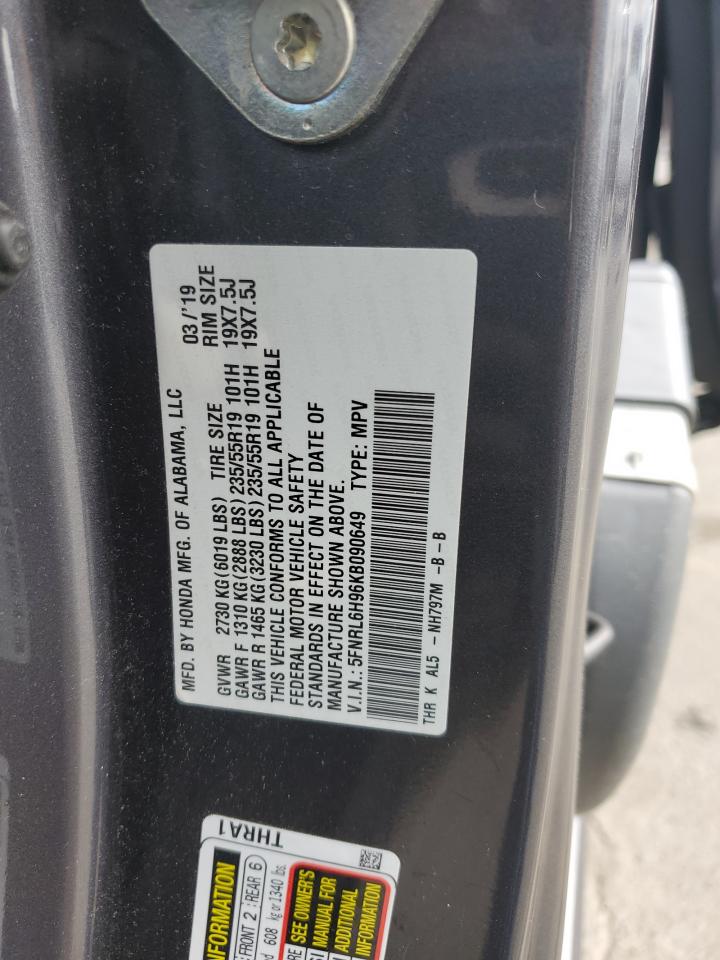 MFD. BY HONDA MFG. OF ALABAMA, LLC 03/'19
GVWR 2730 KG (6019 LBS) TIRE SIZE RIM SIZE
GAWR F 1310 KG (2888 LBS) 235/55R19 101H 19X7.5J
GAWR R 1465 KG (3230 LBS) 235/55R19 101H 19X7.5J
THIS VEHICLE CONFORMS TO ALL APPLICABLE
FEDERAL MOTOR VEHICLE SAFETY
STANDARDS IN EFFECT ON THE DATE OF
MANUFACTURE SHOWN ABOVE.
V.I.N.: 5FNRL6H96KB090649 TYPE: MPV
THR K AL5 - NH797M -B -B
THRA1
INFORMATION
FRONT 2 : REAR 6
608 kg or 1340 lbs.
SEE OWNER'S
MANUAL FOR
ADDITIONAL
INFORMATION